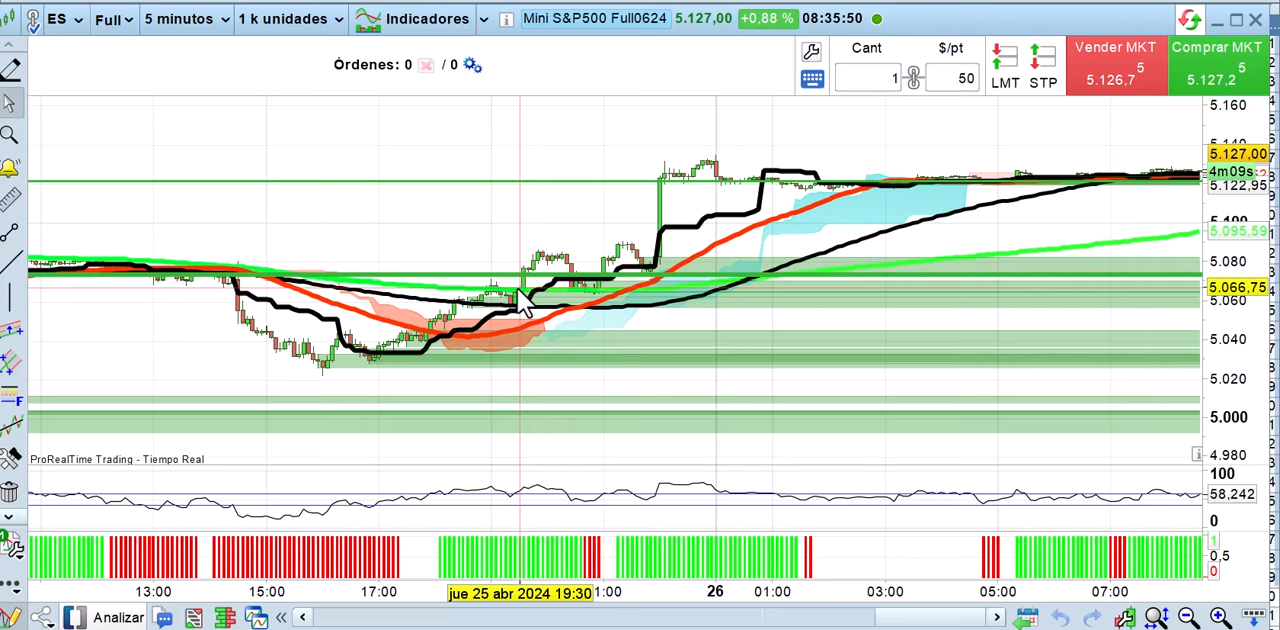 ES Full 5 minutos 1 k unidades Indicadores Mini S&P500 Full0624 5.127,00 +0,88 % 08:35:50
Órdenes: 0 / 0
Cant $/pt
1 50
LMT STP
Vender MKT
5.126,7 5
Comprar MKT
5.127,2 5
5.160
5.127,00
4m09s
5.122,95
5.095,59
5.080
5.066,75
5.060
5.040
5.020
5.000
4.980
ProRealTime Trading - Tiempo Real
100
58,242
0
1
0,5
0
13:00 15:00 17:00 jue 25 abr 2024 19:30 1:00 26 01:00 03:00 05:00 07:00
Analizar